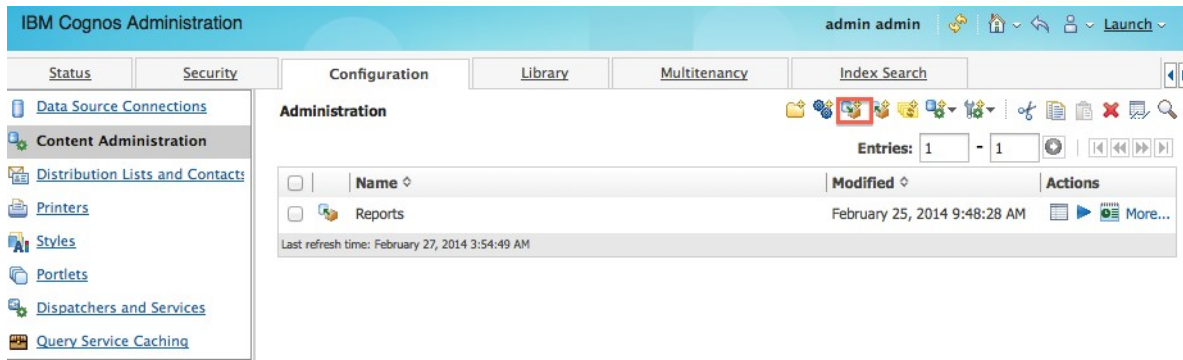 IBM Cognos Administration
admin admin
Launch
Status Security Configuration Library Multitenancy Index Search
Data Source Connections
Content Administration
Distribution Lists and Contacts
Printers
Styles
Portlets
Dispatchers and Services
Query Service Caching
Administration
Entries: 1 - 1
Name Modified Actions
Reports February 25, 2014 9:48:28 AM More...
Last refresh time: February 27, 2014 3:54:49 AM